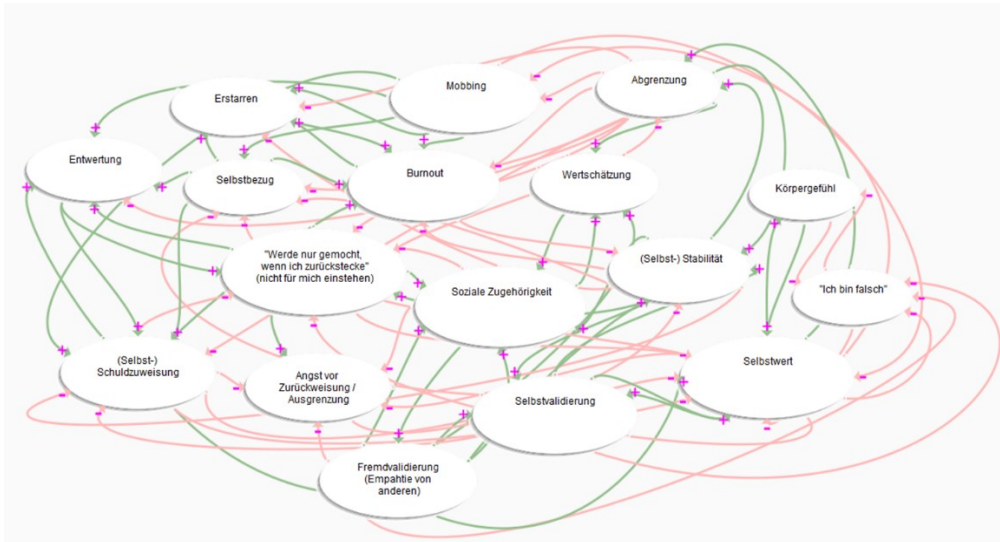 Mobbing
Abgrenzung
Erstarren
Entwertung
Selbstbezug
Burnout
Wertschätzung
Körpergefühl
"Werde nur gemocht,
wenn ich zurückstecke"
(nicht für mich einstehen)
Soziale Zugehörigkeit
(Selbst-) Stabilität
"Ich bin falsch"
(Selbst-)
Schuldzuweisung
Angst vor
Zurückweisung /
Ausgrenzung
Selbstvalidierung
Selbstwert
Fremdvalidierung
(Empahtie von
anderen)